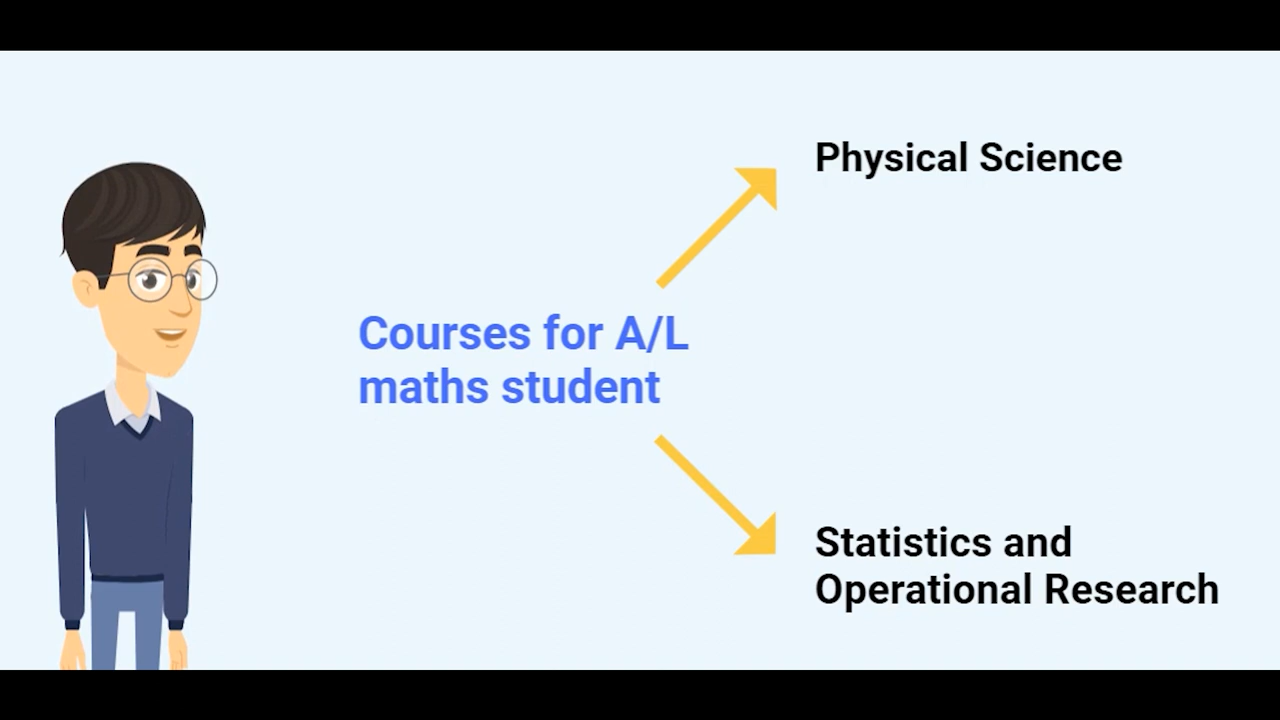 Physical Science
Courses for A/L
maths student
Statistics and
Operational Research